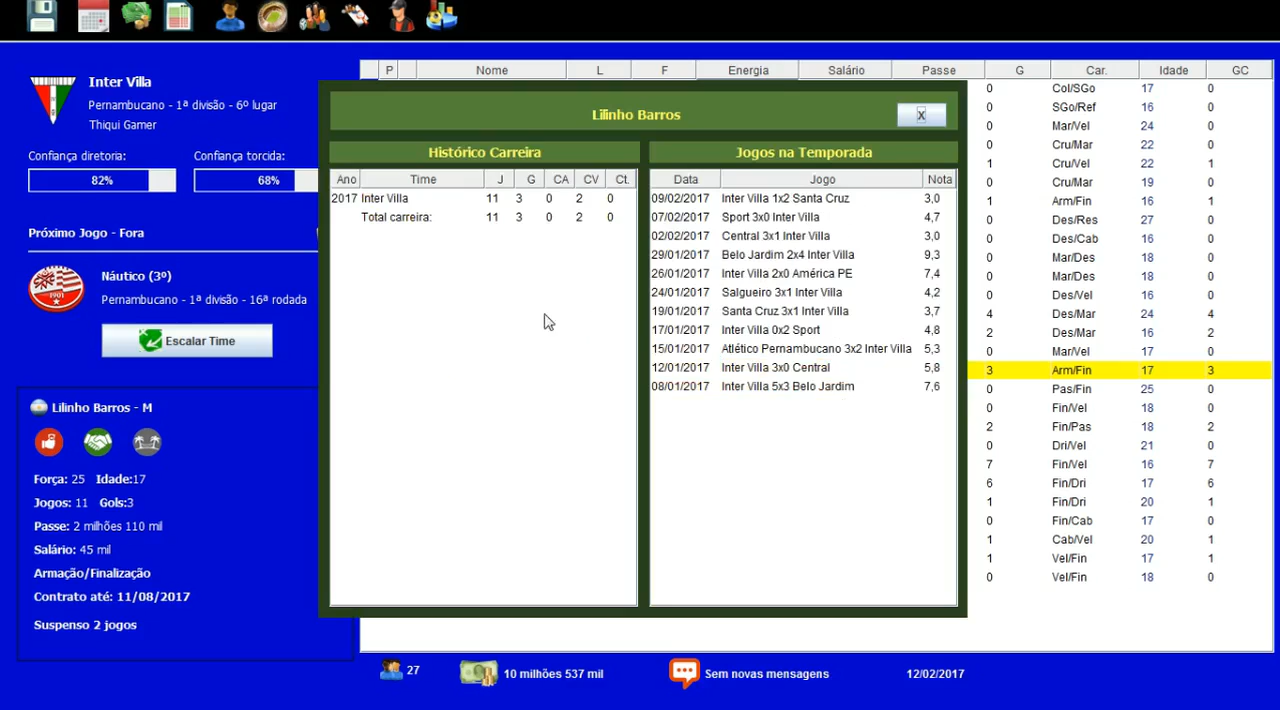 Inter Villa
Pernambucano - 1ª divisão - 6º lugar
Thiqui Gamer
Confiança diretoria: Confiança torcida:
82% 68%
Próximo Jogo - Fora
1901
Náutico (3º)
Pernambucano - 1ª divisão - 16ª rodada
Escalar Time
Lilinho Barros - M
Força: 25 Idade:17
Jogos: 11 Gols:3
Passe: 2 milhões 110 mil
Salário: 45 mil
Armação/Finalização
Contrato até: 11/08/2017
Suspenso 2 jogos
P Nome L F Energia Salário Passe G Car. Idade GC
Lilinho Barros X
Histórico Carreira
Ano Time J G CA CV Ct.
2017 Inter Villa 11 3 0 2 0
Total carreira: 11 3 0 2 0
Jogos na Temporada
Data Jogo Nota
09/02/2017 Inter Villa 1x2 Santa Cruz 3,0
07/02/2017 Sport 3x0 Inter Villa 4,7
02/02/2017 Central 3x1 Inter Villa 3,0
29/01/2017 Belo Jardim 2x4 Inter Villa 9,3
26/01/2017 Inter Villa 2x0 América PE 7,4
24/01/2017 Salgueiro 3x1 Inter Villa 4,2
19/01/2017 Santa Cruz 3x1 Inter Villa 3,7
17/01/2017 Inter Villa 0x2 Sport 4,8
15/01/2017 Atlético Pernambucano 3x2 Inter Villa 5,3
12/01/2017 Inter Villa 3x0 Central 5,8
08/01/2017 Inter Villa 5x3 Belo Jardim 7,6
0 Col/SGo 17 0
0 SGo/Ref 16 0
0 Mar/Vel 24 0
0 Cru/Mar 22 0
1 Cru/Vel 22 1
0 Cru/Mar 19 0
1 Arm/Fin 16 1
0 Des/Res 27 0
0 Des/Cab 16 0
0 Mar/Des 18 0
0 Mar/Des 18 0
0 Des/Vel 16 0
4 Des/Mar 24 4
2 Des/Mar 16 2
0 Mar/Vel 17 0
3 Arm/Fin 17 3
0 Pas/Fin 25 0
0 Fin/Vel 18 0
2 Fin/Pas 18 2
0 Dri/Vel 21 0
7 Fin/Vel 16 7
6 Fin/Dri 17 6
1 Fin/Dri 20 1
0 Fin/Cab 17 0
1 Cab/Vel 20 1
1 Vel/Fin 17 1
0 Vel/Fin 18 0
27 10 milhões 537 mil Sem novas mensagens 12/02/2017